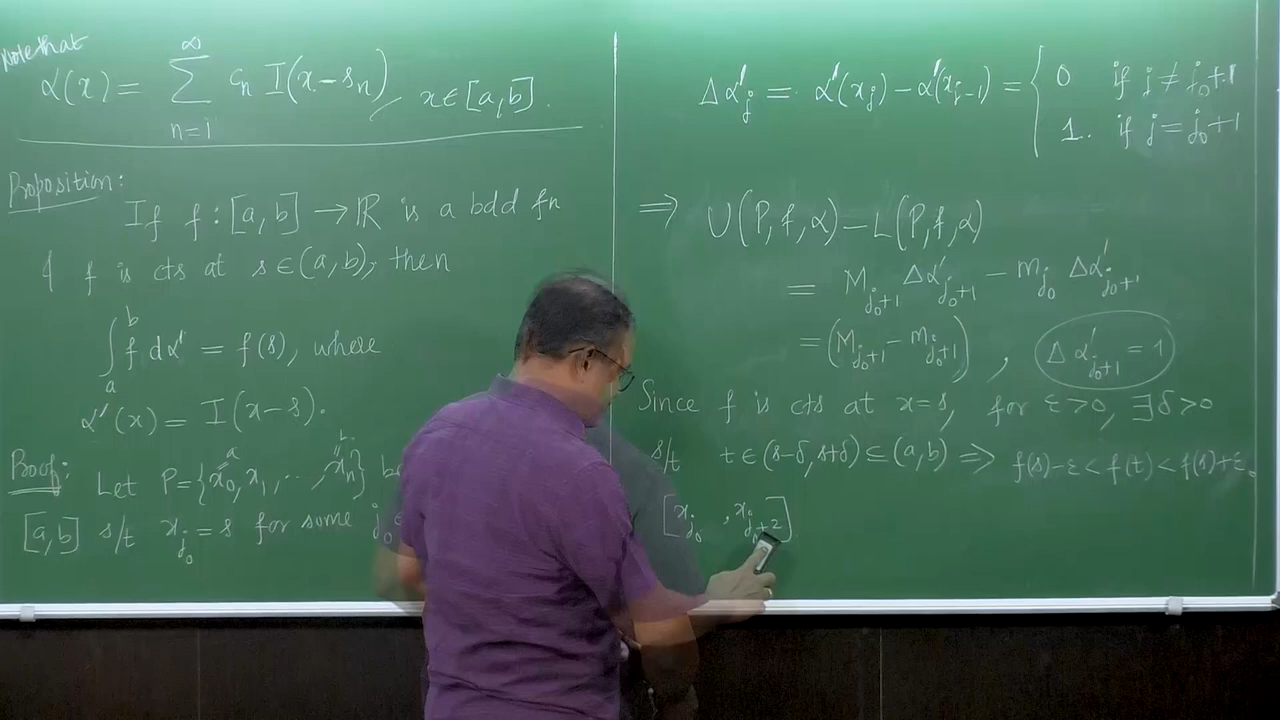 Note that
α(x) = ∑_{n=1}^{∞} c_n I(x-s_n), x∈[a,b].
Proposition:
If f:[a,b] → ℝ is a bdd fn
& f is cts at s∈(a,b), then
∫_a^b f dα' = f(s), where
α'(x) = I(x-s).
Proof: Let P={x_0, x_1, ..., x_n} be
a b
[a,b] s/t x_{j_0} = s for some j_0 ∈
Δα'_j = α'(x_j) - α'(x_{j-1}) = { 0 if j ≠ j_0+1
1. if j = j_0+1
⇒ U(P,f,α) - L(P,f,α)
= M_{j_0+1} Δα'_{j_0+1} - m_{j_0} Δα'_{j_0+1}
= (M_{j_0+1} - m_{j_0+1}), Δα'_{j_0+1} = 1
Since f is cts at x=s, for ε>0, ∃ δ>0
s/t t∈(s-δ, s+δ) ⊆ (a,b) ⇒ f(s)-ε < f(t) < f(s)+ε.
[x_{j_0}, x_{j_0+2}]